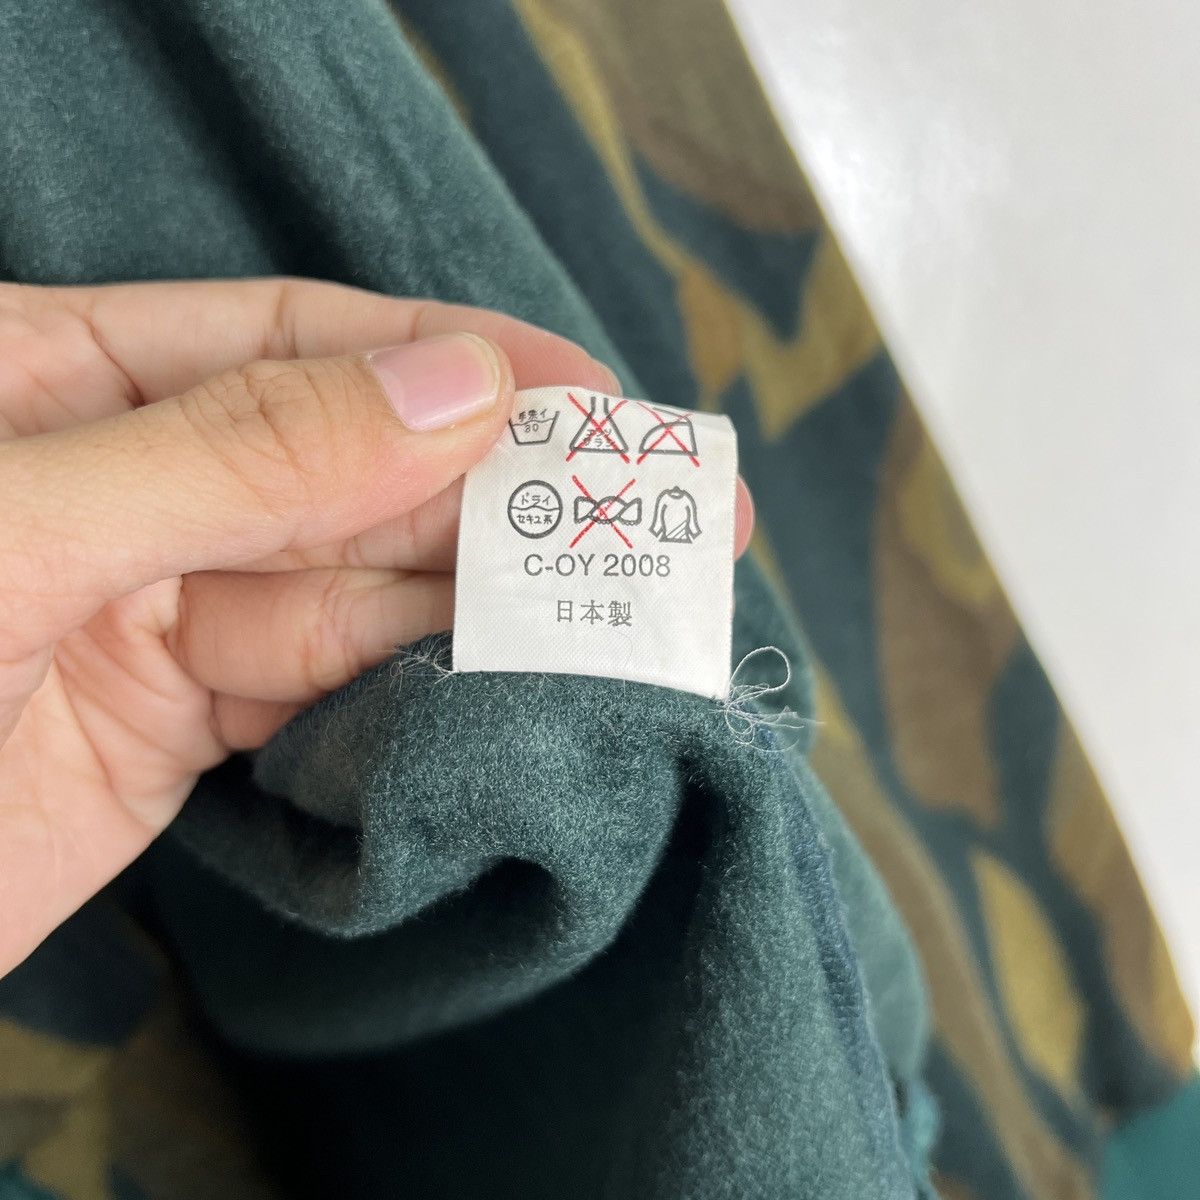 手洗イ
30
エンソ
サラシ
ドライ
セキユ系
C-OY 2008
日本製